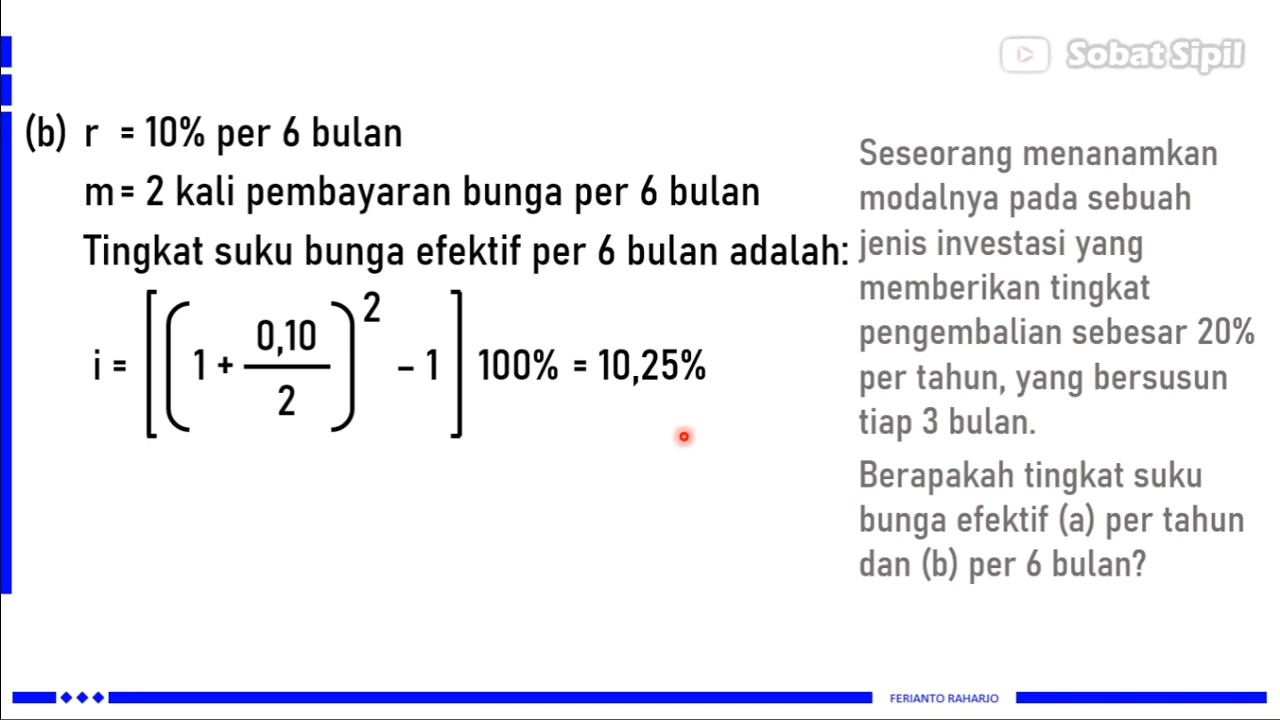 Sobat Sipil
(b) r = 10% per 6 bulan
m = 2 kali pembayaran bunga per 6 bulan
Tingkat suku bunga efektif per 6 bulan adalah:
i = [(1 + 0,10/2)^2 – 1] 100% = 10,25%
Seseorang menanamkan
modalnya pada sebuah
jenis investasi yang
memberikan tingkat
pengembalian sebesar 20%
per tahun, yang bersusun
tiap 3 bulan.
Berapakah tingkat suku
bunga efektif (a) per tahun
dan (b) per 6 bulan?
FERIANTO RAHARJO